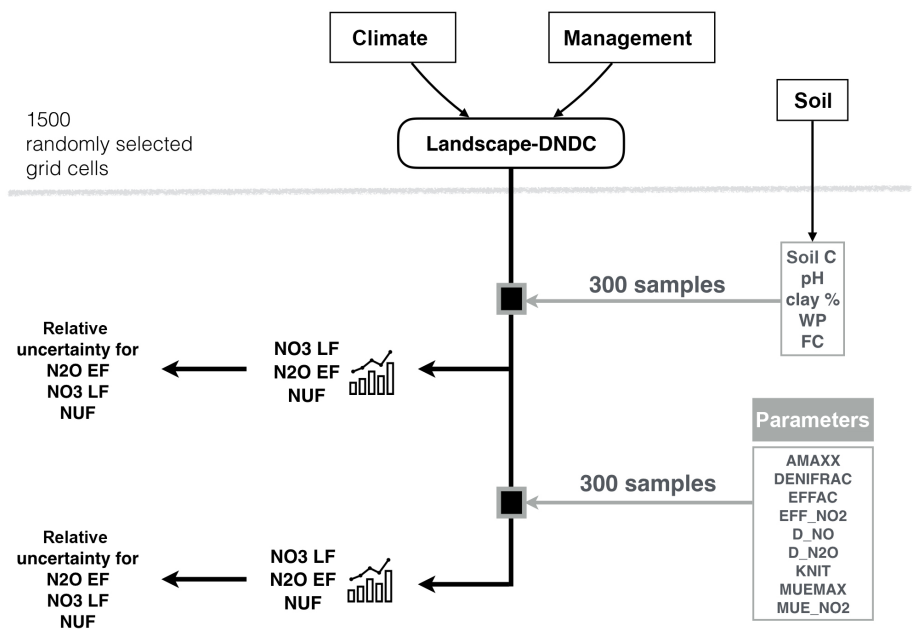 Climate
Management
Soil
1500
randomly selected
grid cells
Landscape-DNDC
Soil C
pH
clay %
WP
FC
300 samples
Relative
uncertainty for
N2O EF
NO3 LF
NUF
NO3 LF
N2O EF
NUF
Parameters
AMAXX
DENIFRAC
EFFAC
EFF_NO2
D_NO
D_N2O
KNIT
MUEMAX
MUE_NO2
300 samples
Relative
uncertainty for
N2O EF
NO3 LF
NUF
NO3 LF
N2O EF
NUF